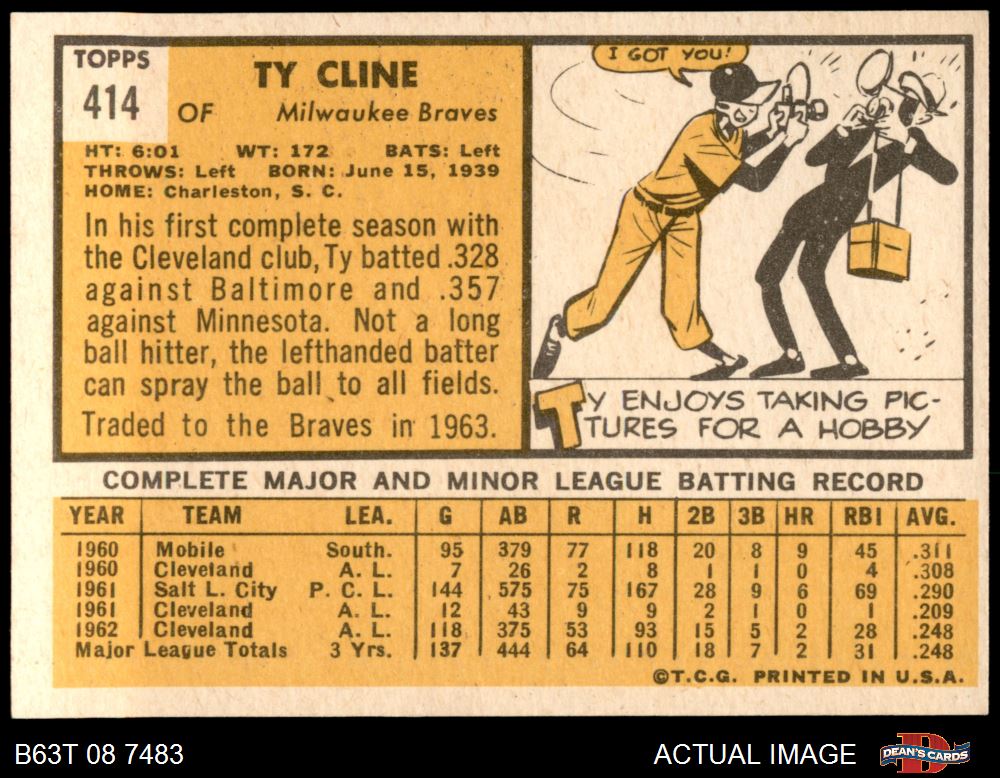 TOPPS
414
TY CLINE
OF Milwaukee Braves
HT: 6:01 WT: 172 BATS: Left
THROWS: Left BORN: June 15, 1939
HOME: Charleston, S. C.
In his first complete season with
the Cleveland club, Ty batted .328
against Baltimore and .357
against Minnesota. Not a long
ball hitter, the lefthanded batter
can spray the ball to all fields.
Traded to the Braves in 1963.
I GOT YOU!
TY ENJOYS TAKING PIC-
TURES FOR A HOBBY
COMPLETE MAJOR AND MINOR LEAGUE BATTING RECORD
YEAR TEAM LEA. G AB R H 2B 3B HR RBI AVG.
1960 Mobile South. 95 379 77 118 20 8 9 45 .311
1960 Cleveland A. L. 7 26 2 8 1 1 0 4 .308
1961 Salt L. City P. C. L. 144 575 75 167 28 9 6 69 .290
1961 Cleveland A. L. 12 43 9 9 2 1 0 1 .209
1962 Cleveland A. L. 118 375 53 93 15 5 2 28 .248
Major League Totals 3 Yrs. 137 444 64 110 18 7 2 31 .248
©T.C.G. PRINTED IN U.S.A.
B63T 08 7483
ACTUAL IMAGE
DEAN'S CARDS